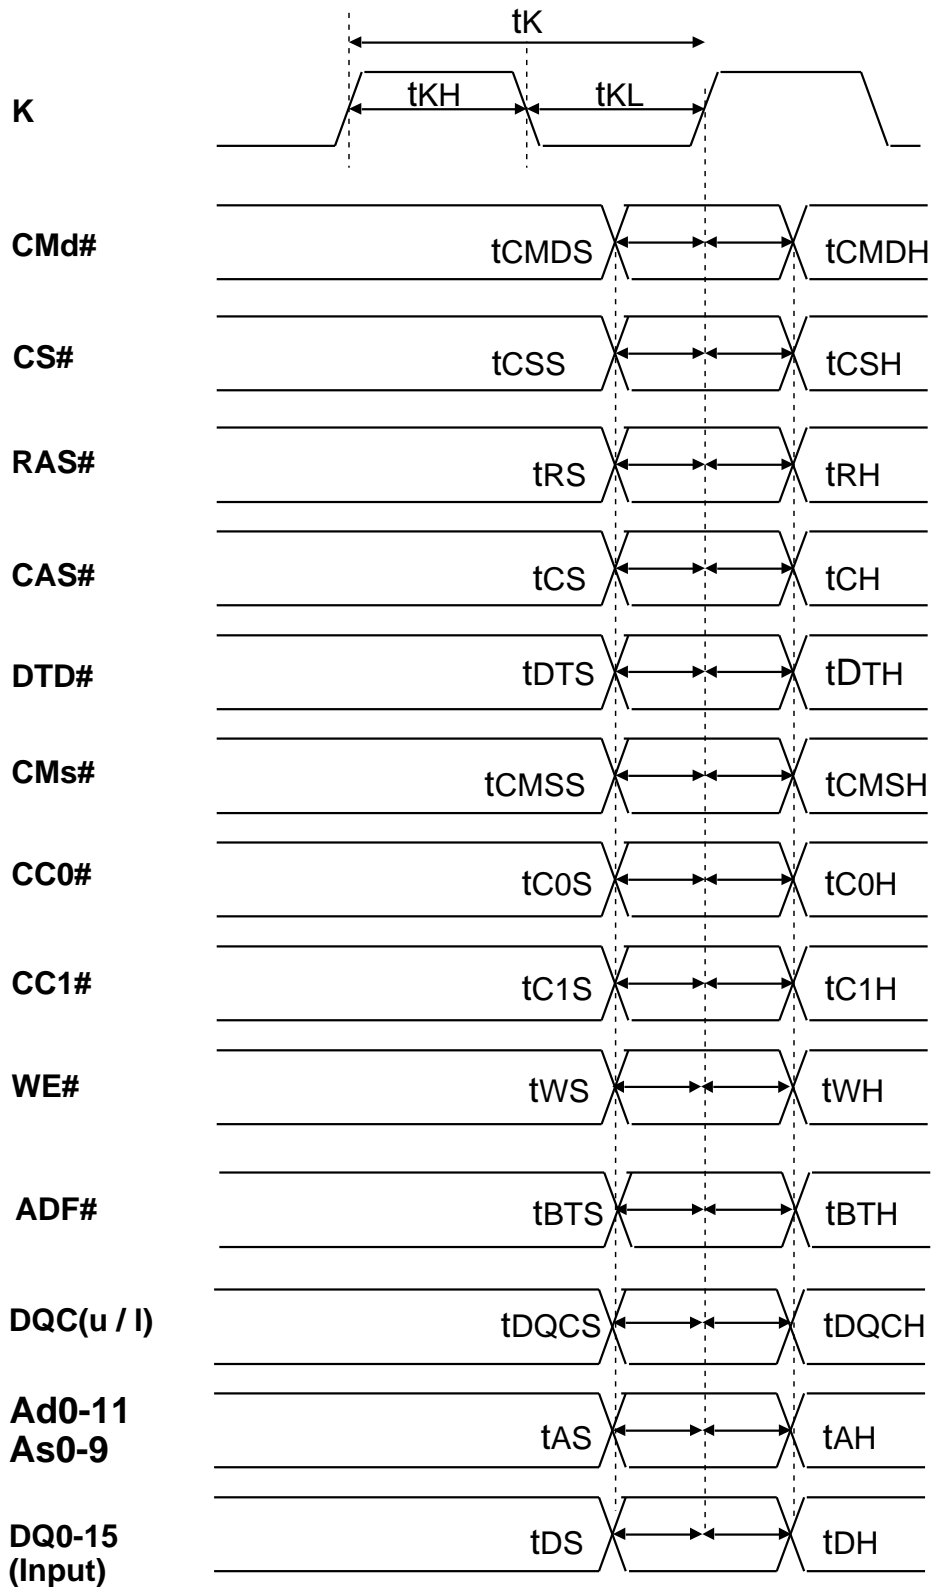 tK
K tKH tKL
CMd# tCMDS tCMDH
CS# tCSS tCSH
RAS# tRS tRH
CAS# tCS tCH
DTD# tDTS tDTH
CMs# tCMSS tCMSH
CC0# tC0S tC0H
CC1# tC1S tC1H
WE# tWS tWH
ADF# tBTS tBTH
DQC(u / l) tDQCS tDQCH
Ad0-11
As0-9 tAS tAH
DQ0-15
(Input) tDS tDH